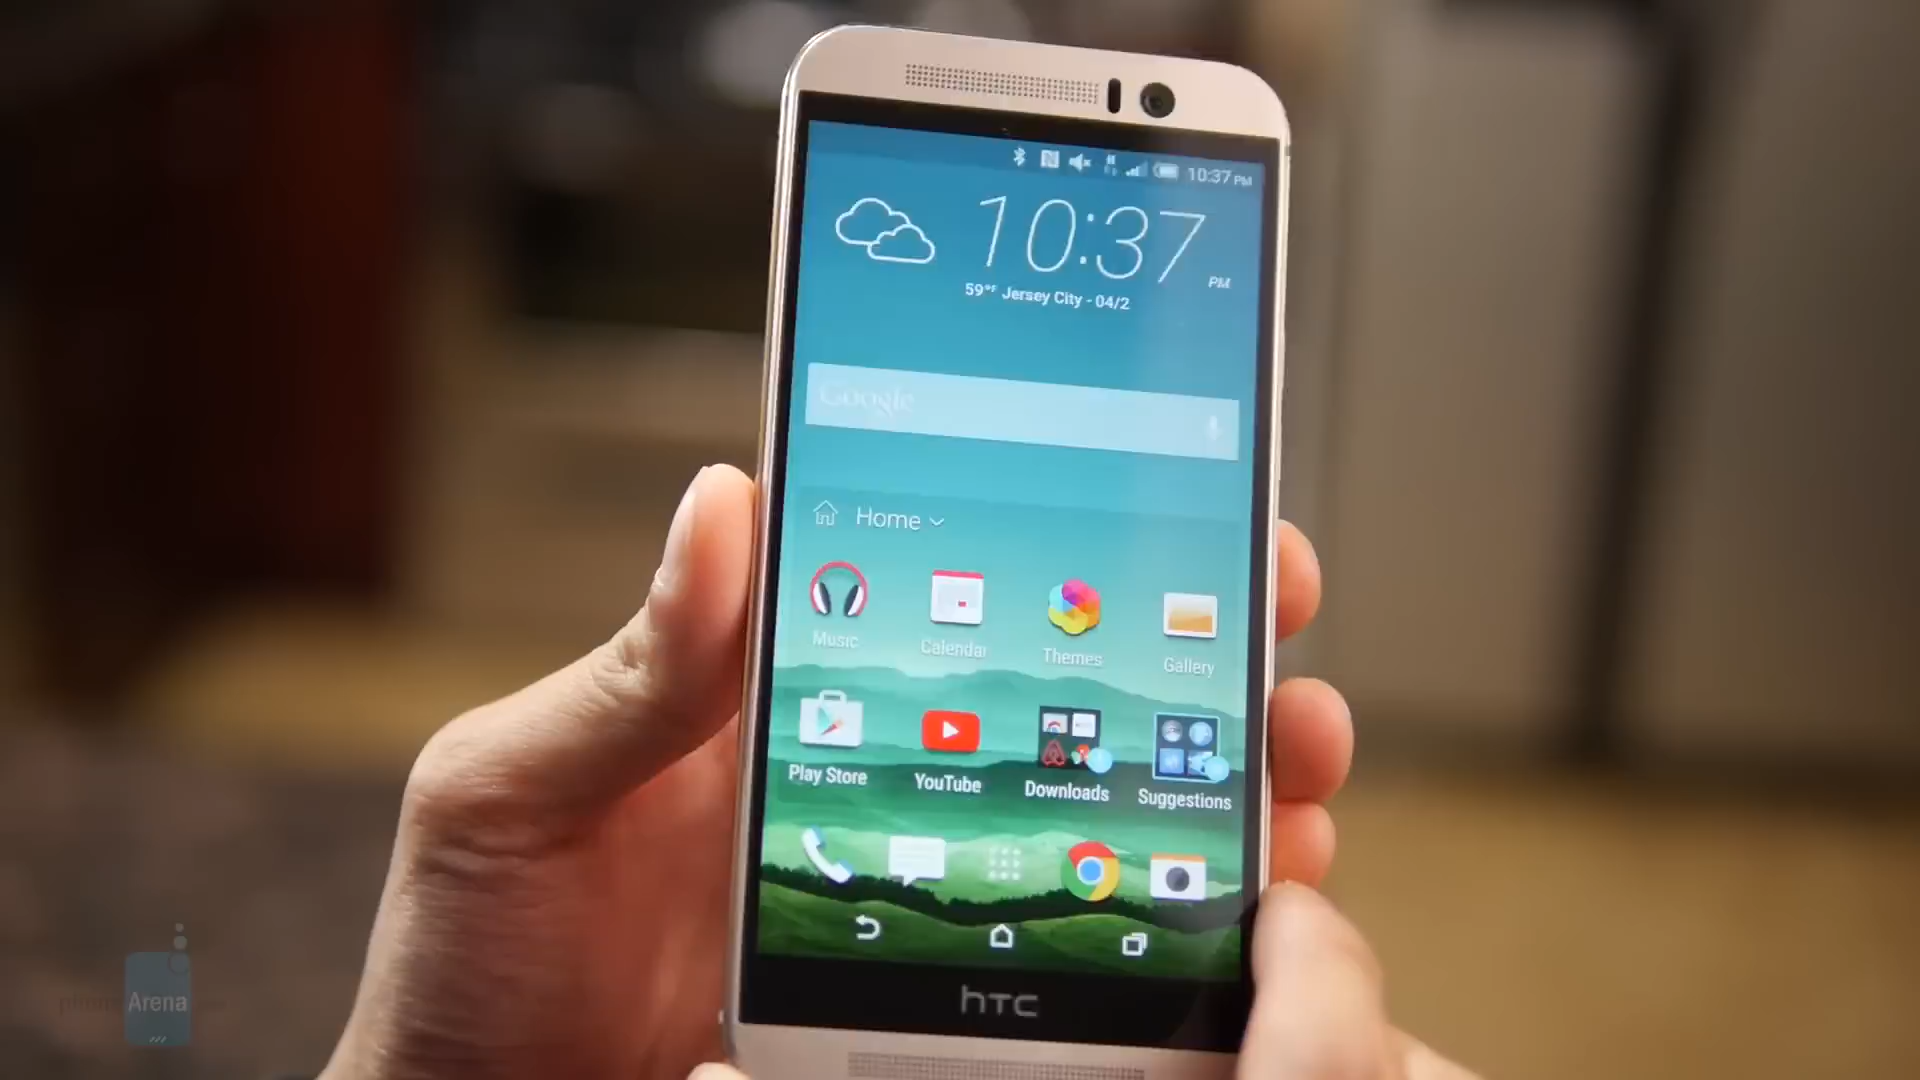 10:37 PM
10:37 PM
59°F Jersey City - 04/2
Google
Home
Music
Calendar
Themes
Gallery
Play Store
YouTube
Downloads
Suggestions
hTC
phoneArena